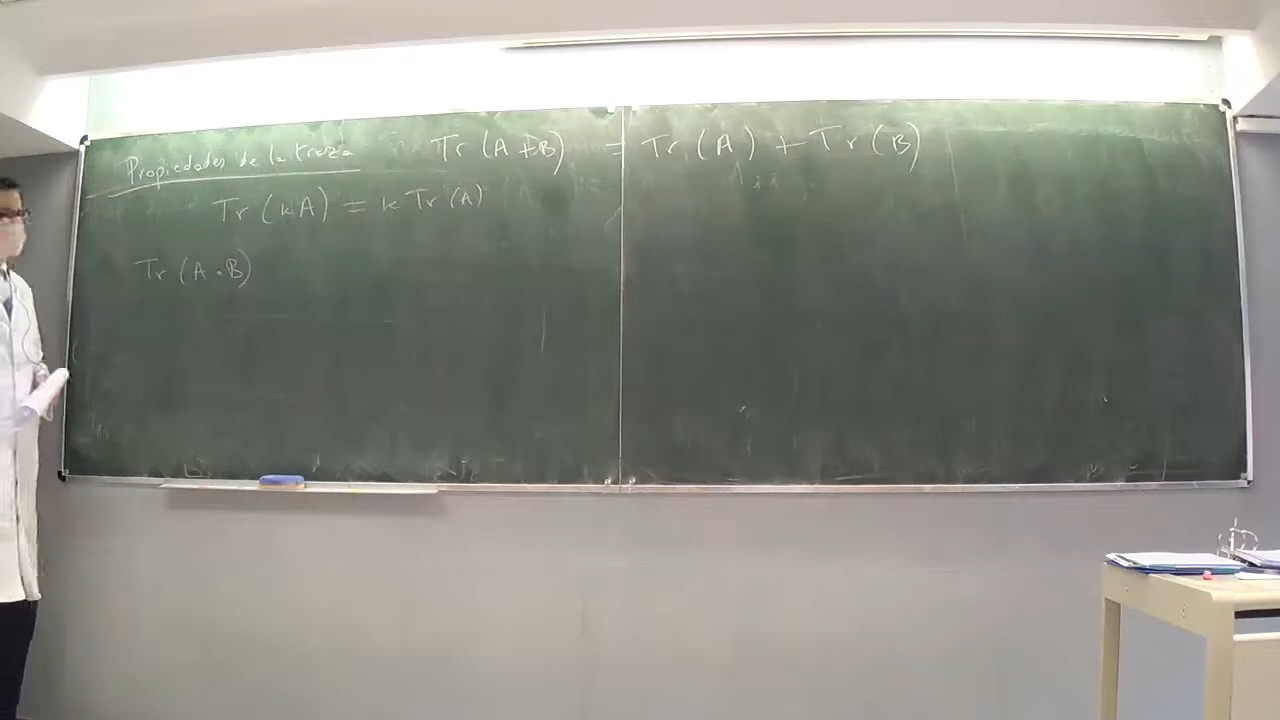 Propiedades de la traza Tr (A+B) = Tr (A) + Tr (B)
Tr (kA) = k Tr (A)
Tr (A · B)